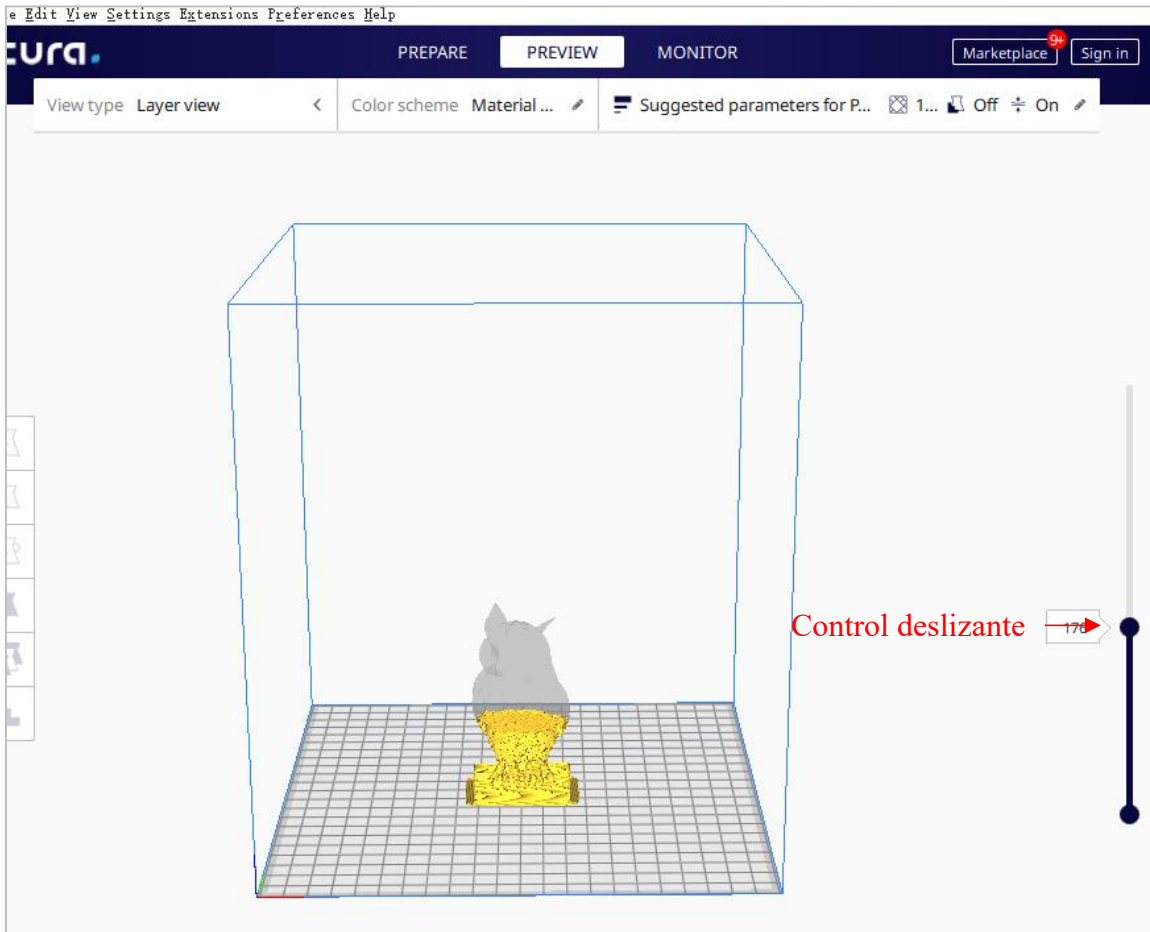 e Edit View Settings Extensions Preferences Help
cura.
PREPARE PREVIEW MONITOR
Marketplace 9+ Sign in
View type Layer view
Color scheme Material ...
Suggested parameters for P... 1... Off On
Control deslizante
176